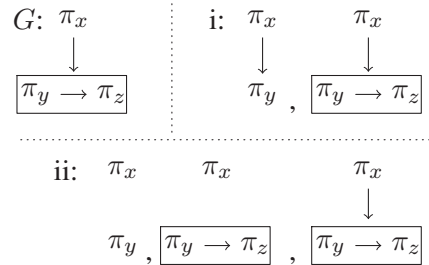 G: π_x i: π_x π_x
π_y → π_z π_y , π_y → π_z
ii: π_x π_x π_x
π_y , π_y → π_z , π_y → π_z